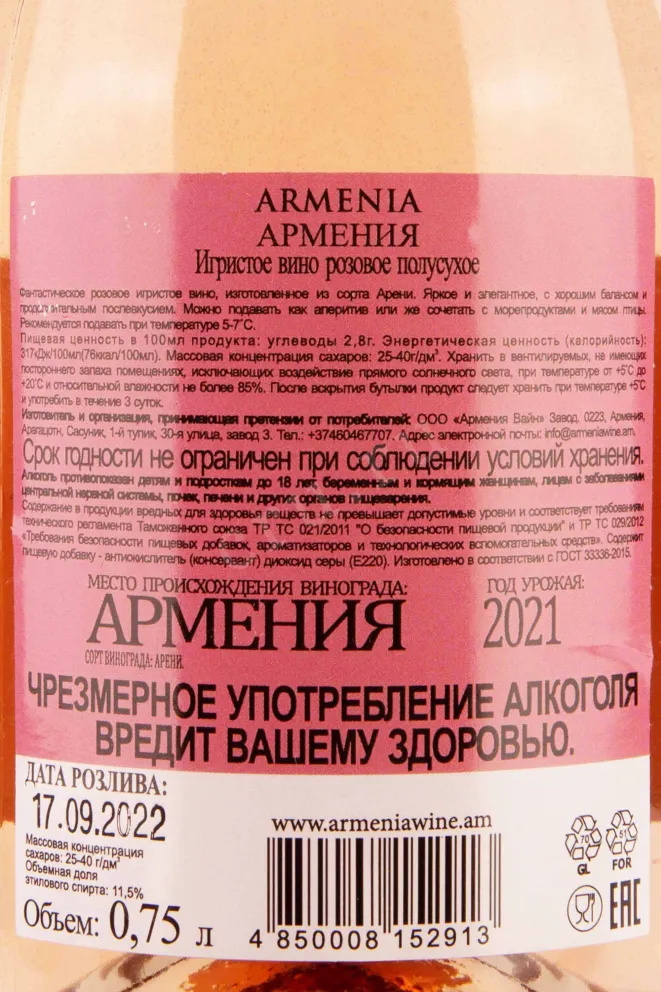 ARMENIA
АРМЕНИЯ
Игристое вино розовое полусухое
Фантастическое розовое игристое вино, изготовленное из сорта Арени. Яркое и элегантное, с хорошим балансом и
продолжительным послевкусием. Можно подавать как аперитив или же сочетать с морепродуктами и мясом птицы.
Рекомендуется подавать при температуре 5-7˚С.
Пищевая ценность в 100мл продукта: углеводы 2,8г. Энергетическая ценность (калорийность):
317кДж/100мл(76ккал/100мл). Массовая концентрация сахаров: 25-40г/дм³. Хранить в вентилируемых, не имеющих
постороннего запаха помещениях, исключающих воздействие прямого солнечного света, при температуре от +5˚С до
+20˚С и относительной влажности не более 85%. После вскрытия бутылки продукт следует хранить при температуре +5˚С
и употребить в течение 3 суток.
Изготовитель и организация, принимающая претензии от потребителей: ООО «Армения Вайн» Завод, 0223, Армения,
Арагацотн, Сасуник, 1-й тупик, 30-я улица, завод 3. Тел.: +37460467707. Адрес электронной почты: info@armeniawine.am.
Срок годности не ограничен при соблюдении условий хранения.
Алкоголь противопоказан детям и подросткам до 18 лет, беременным и кормящим женщинам, лицам с заболеваниями
центральной нервной системы, почек, печени и других органов пищеварения.
Содержание в продукции вредных для здоровья веществ не превышает допустимые уровни и соответствует требованиям
технического регламента Таможенного союза ТР ТС 021/2011 "О безопасности пищевой продукции" и ТР ТС 029/2012
«Требования безопасности пищевых добавок, ароматизаторов и технологических вспомогательных средств». Содержит
пищевую добавку - антиокислитель (консервант) диоксид серы (E220). Изготовлено в соответствии с ГОСТ 33336-2015.
МЕСТО ПРОИСХОЖДЕНИЯ ВИНОГРАДА:
АРМЕНИЯ
ГОД УРОЖАЯ:
2021
СОРТ ВИНОГРАДА: АРЕНИ.
ЧРЕЗМЕРНОЕ УПОТРЕБЛЕНИЕ АЛКОГОЛЯ
ВРЕДИТ ВАШЕМУ ЗДОРОВЬЮ.
ДАТА РОЗЛИВА:
17.09.2022
Массовая концентрация
сахаров: 25-40 г/дм³
Объемная доля
этилового спирта: 11,5%
Объем: 0,75 л
www.armeniawine.am
4 850008 152913
70
GL
51
FOR
EAC